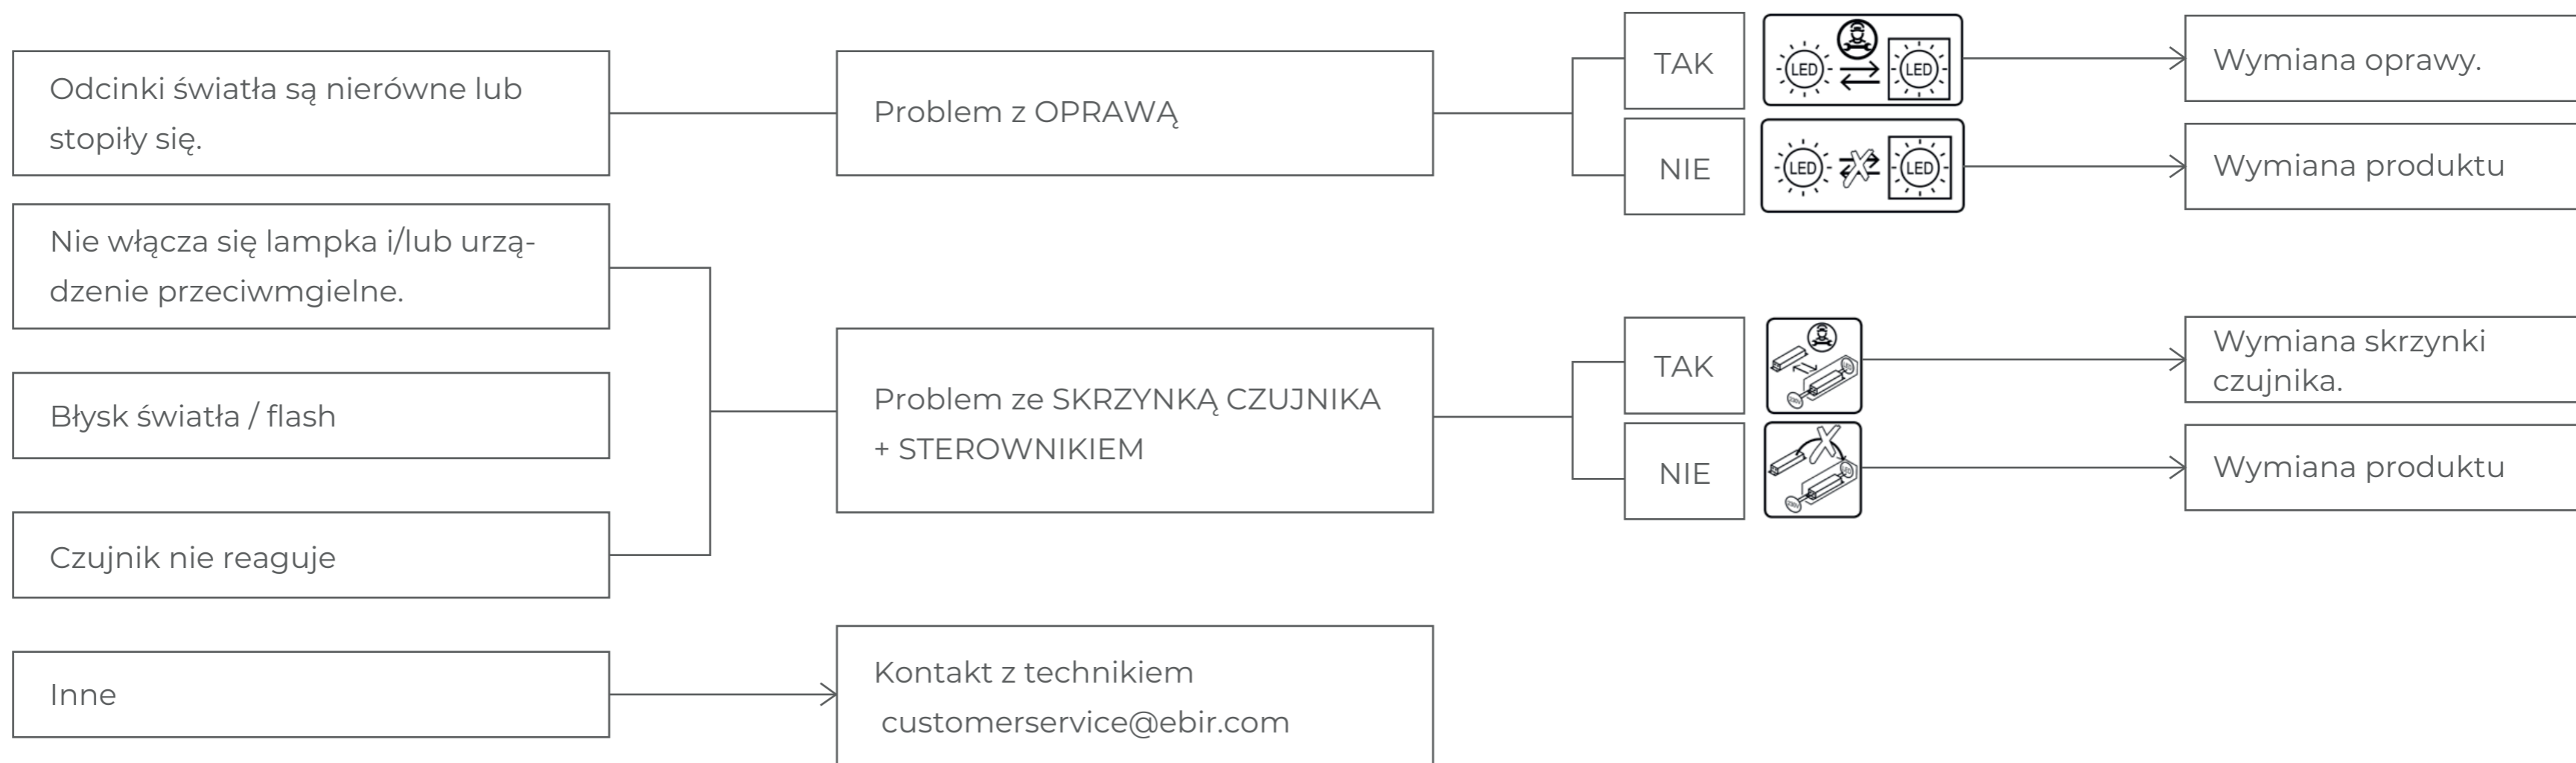 Odcinki światła są nierówne lub
stopiły się.
Problem z OPRAWĄ
TAK
LED
LED
Wymiana oprawy.
NIE
LED
LED
Wymiana produktu
Nie włącza się lampka i/lub urzą-
dzenie przeciwmgielne.
Błysk światła / flash
Czujnik nie reaguje
Problem ze SKRZYNKĄ CZUJNIKA
+ STEROWNIKIEM
TAK
Wymiana skrzynki
czujnika.
NIE
Wymiana produktu
Inne
Kontakt z technikiem
customerservice@ebir.com